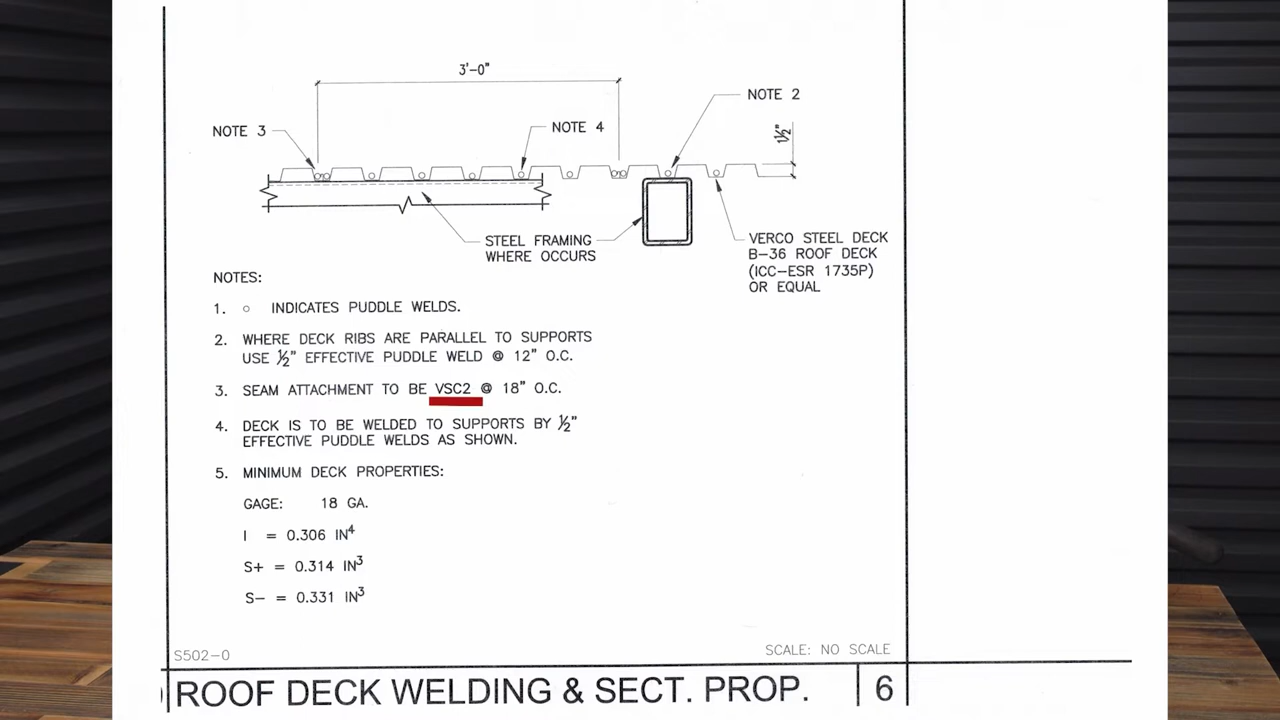 3'-0"
NOTE 2
NOTE 3
NOTE 4
1½"
STEEL FRAMING
WHERE OCCURS
VERCO STEEL DECK
B-36 ROOF DECK
(ICC-ESR 1735P)
OR EQUAL
NOTES:
1. ○ INDICATES PUDDLE WELDS.
2. WHERE DECK RIBS ARE PARALLEL TO SUPPORTS
USE ½" EFFECTIVE PUDDLE WELD @ 12" O.C.
3. SEAM ATTACHMENT TO BE VSC2 @ 18" O.C.
4. DECK IS TO BE WELDED TO SUPPORTS BY ½"
EFFECTIVE PUDDLE WELDS AS SHOWN.
5. MINIMUM DECK PROPERTIES:
GAGE: 18 GA.
I = 0.306 IN⁴
S+ = 0.314 IN³
S- = 0.331 IN³
S502-0
SCALE: NO SCALE
ROOF DECK WELDING & SECT. PROP.
6